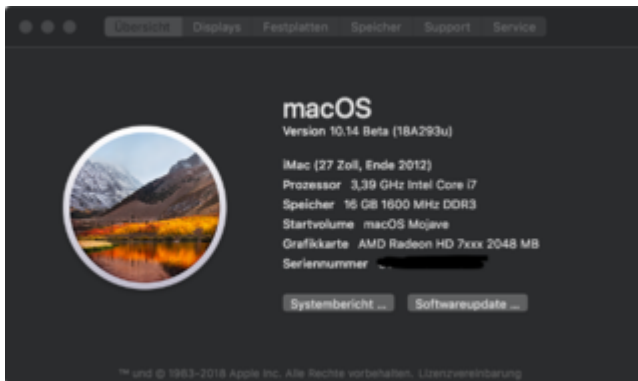 Übersicht Displays Festplatten Speicher Support Service
macOS
Version 10.14 Beta (18A293u)
iMac (27 Zoll, Ende 2012)
Prozessor 3,39 GHz Intel Core i7
Speicher 16 GB 1600 MHz DDR3
Startvolume macOS Mojave
Grafikkarte AMD Radeon HD 7xxx 2048 MB
Seriennummer
Systembericht ... Softwareupdate ...
™ und © 1983-2018 Apple Inc. Alle Rechte vorbehalten. Lizenzvereinbarung